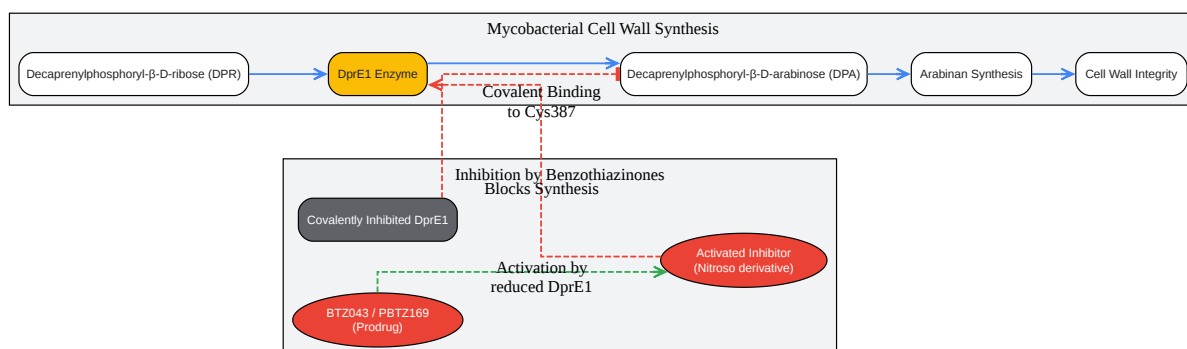 Mycobacterial Cell Wall Synthesis
Decaprenylphosphoryl-β-D-ribose (DPR)
DprE1 Enzyme
Decaprenylphosphoryl-β-D-arabinose (DPA)
Arabinan Synthesis
Cell Wall Integrity
Covalent Binding
to Cys387
Inhibition by Benzothiazinones
Blocks Synthesis
Covalently Inhibited DprE1
Activated Inhibitor
(Nitroso derivative)
Activation by
reduced DprE1
BTZ043 / PBTZ169
(Prodrug)